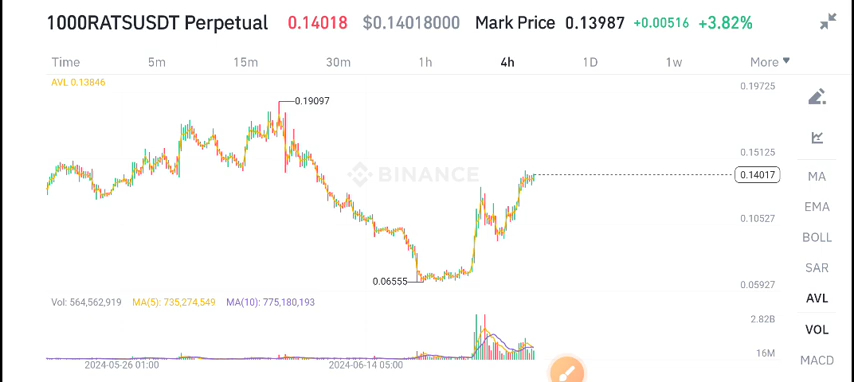 1000RATSUSDT Perpetual 0.14018 $0.14018000 Mark Price 0.13987 +0.00516 +3.82%
Time 5m 15m 30m 1h 4h 1D 1w More
AVL 0.13846
0.19725
0.19097
0.15125
BINANCE
0.14017
0.10527
0.06555
0.05927
Vol: 564,562,919 MA(5): 735,274,549 MA(10): 775,180,193
2.82B
16M
2024-05-26 01:00 2024-06-14 05:00
MA
EMA
BOLL
SAR
AVL
VOL
MACD